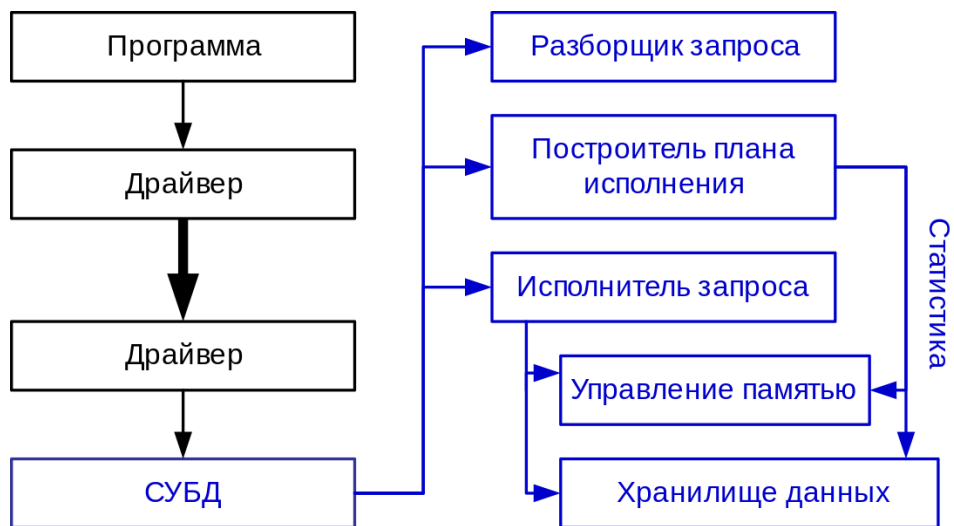 Программа
Драйвер
Драйвер
СУБД
Разборщик запроса
Построитель плана
исполнения
Исполнитель запроса
Управление памятью
Хранилище данных
Статистика